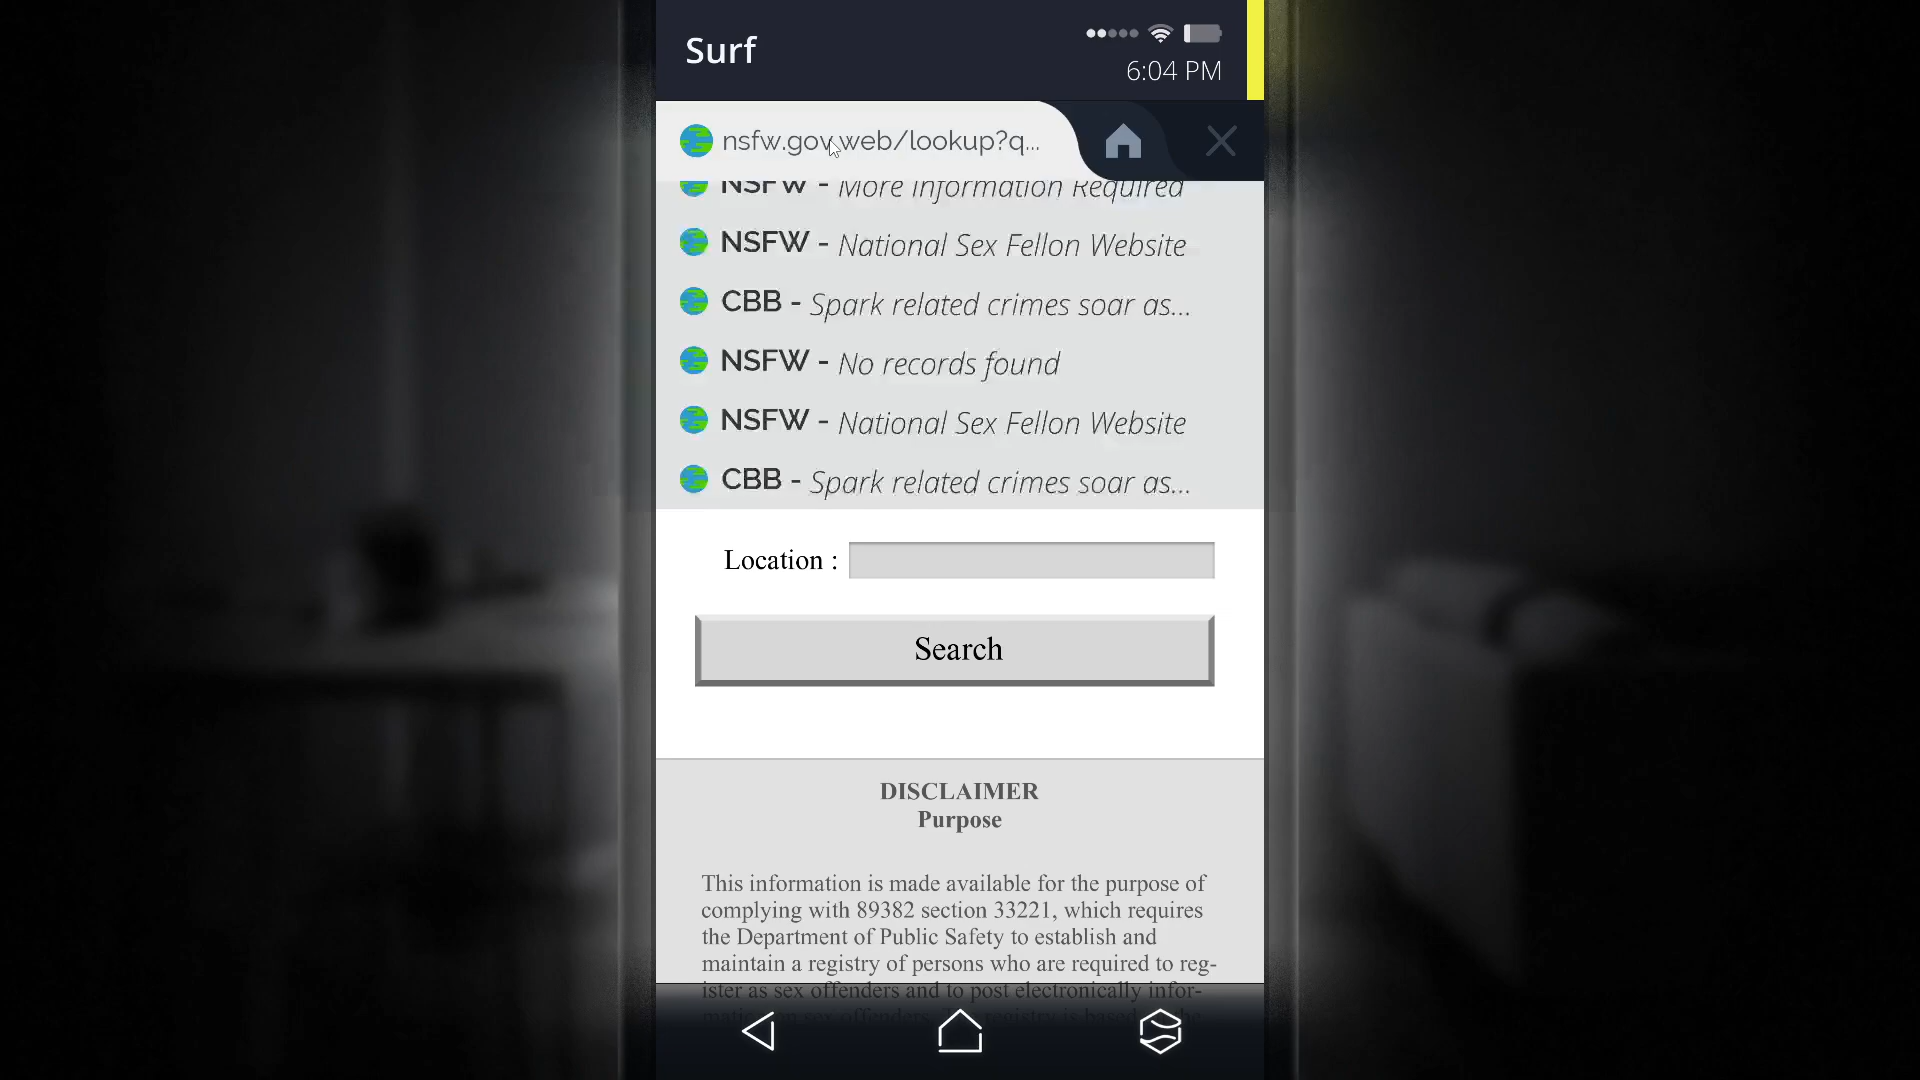 Surf
6:04 PM
nsfw.gov.web/lookup?q...
NSFW - More Information Required
NSFW - National Sex Fellon Website
CBB - Spark related crimes soar as...
NSFW - No records found
NSFW - National Sex Fellon Website
CBB - Spark related crimes soar as...
Location :
Search
DISCLAIMER
Purpose
This information is made available for the purpose of
complying with 89382 section 33221, which requires
the Department of Public Safety to establish and
maintain a registry of persons who are required to reg-
ister as sex offenders and to post electronically infor-